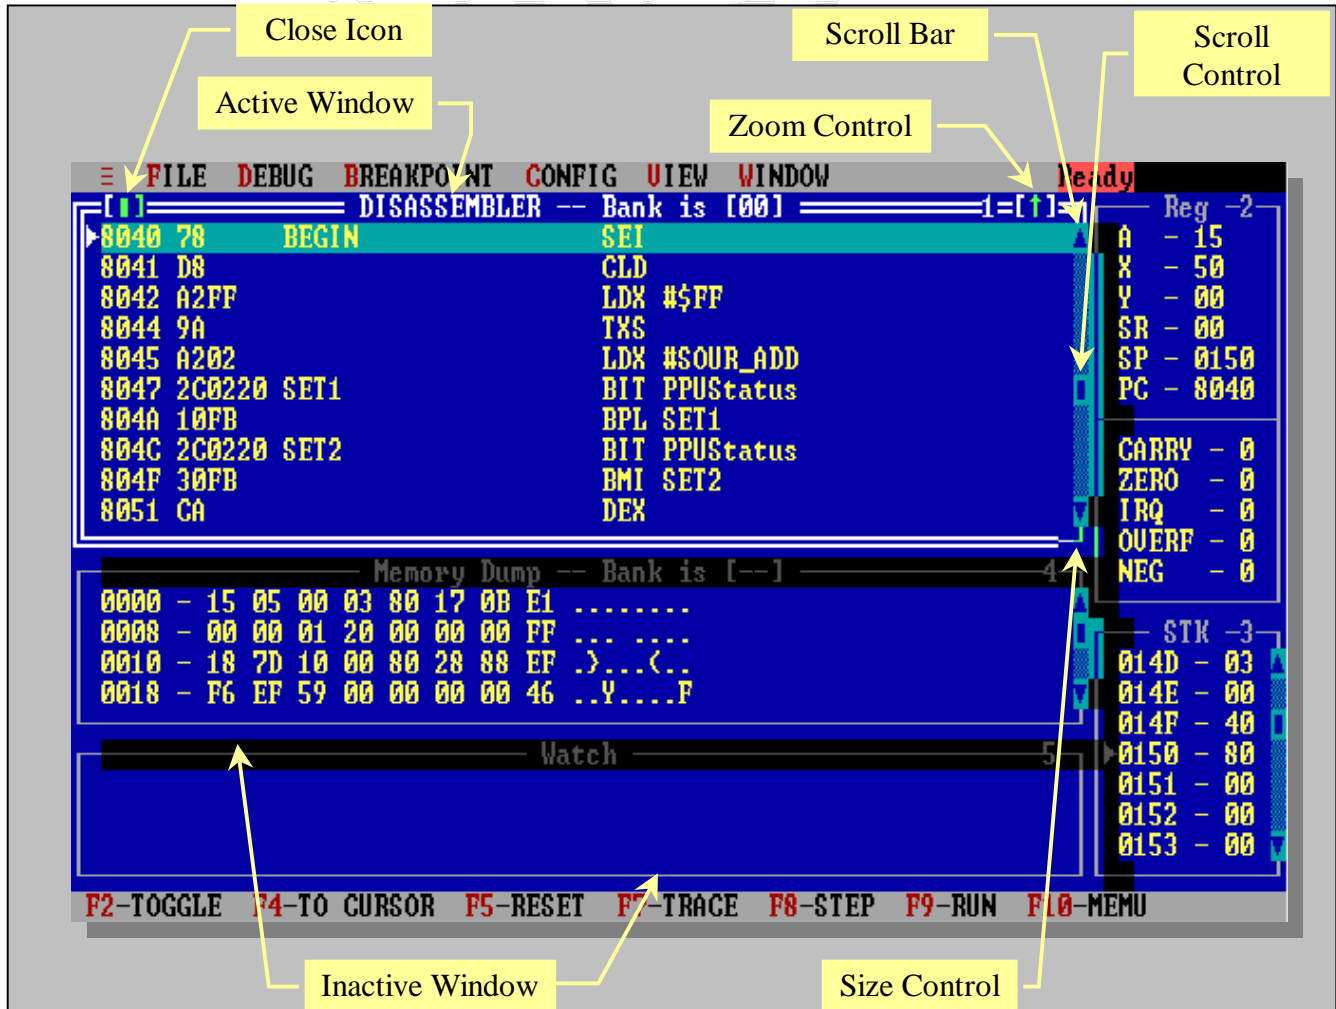 Close Icon
Scroll Bar
Scroll
Control
Active Window
Zoom Control
≡ FILE DEBUG BREAKPOINT CONFIG VIEW WINDOW Ready
[▮] DISASSEMBLER -- Bank is [00] 1=[↑]
8040 78 BEGIN SEI
8041 D8 CLD
8042 A2FF LDX #$FF
8044 9A TXS
8045 A202 LDX #SOUR_ADD
8047 2C0220 SET1 BIT PPUStatus
804A 10FB BPL SET1
804C 2C0220 SET2 BIT PPUStatus
804F 30FB BMI SET2
8051 CA DEX
Reg -2
A - 15
X - 50
Y - 00
SR - 00
SP - 0150
PC - 8040
CARRY - 0
ZERO - 0
IRQ - 0
OVERF - 0
NEG - 0
Memory Dump -- Bank is [--] 4
0000 - 15 05 00 03 80 17 0B E1 ........
0008 - 00 00 01 20 00 00 00 FF ... ....
0010 - 18 7D 10 00 80 28 88 EF .}...(..
0018 - F6 EF 59 00 00 00 00 46 ..Y....F
STK -3
014D - 03
014E - 00
014F - 40
0150 - 80
0151 - 00
0152 - 00
0153 - 00
Watch 5
F2-TOGGLE F4-TO CURSOR F5-RESET F7-TRACE F8-STEP F9-RUN F10-MEMU
Inactive Window
Size Control